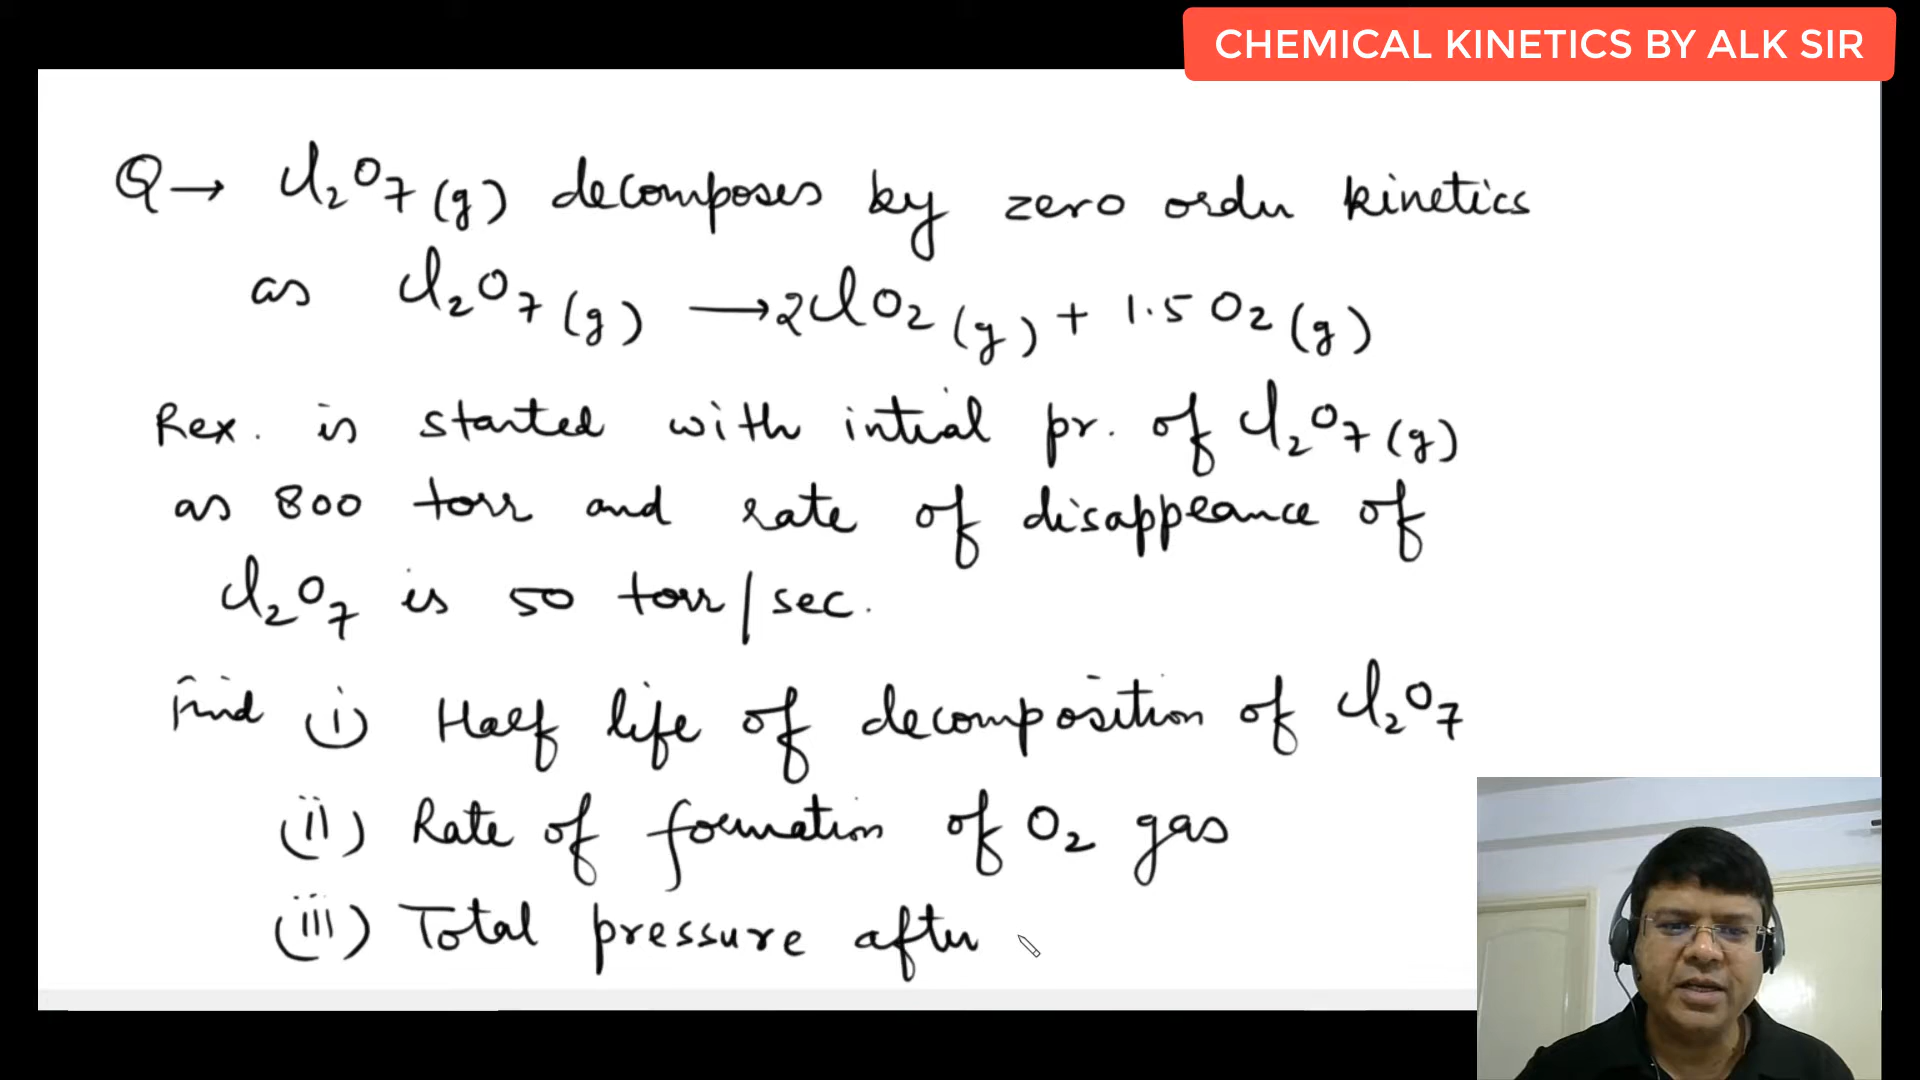 CHEMICAL KINETICS BY ALK SIR
Q→ Cl₂O₇(g) decomposes by zero order kinetics
as Cl₂O₇(g) → 2ClO₂(g) + 1.5 O₂(g)
Rex. is started with intial pr. of Cl₂O₇(g)
as 800 torr and rate of disappeance of
Cl₂O₇ is 50 torr/sec.
Find (i) Half life of decomposition of Cl₂O₇
(ii) Rate of formation of O₂ gas
(iii) Total pressure after